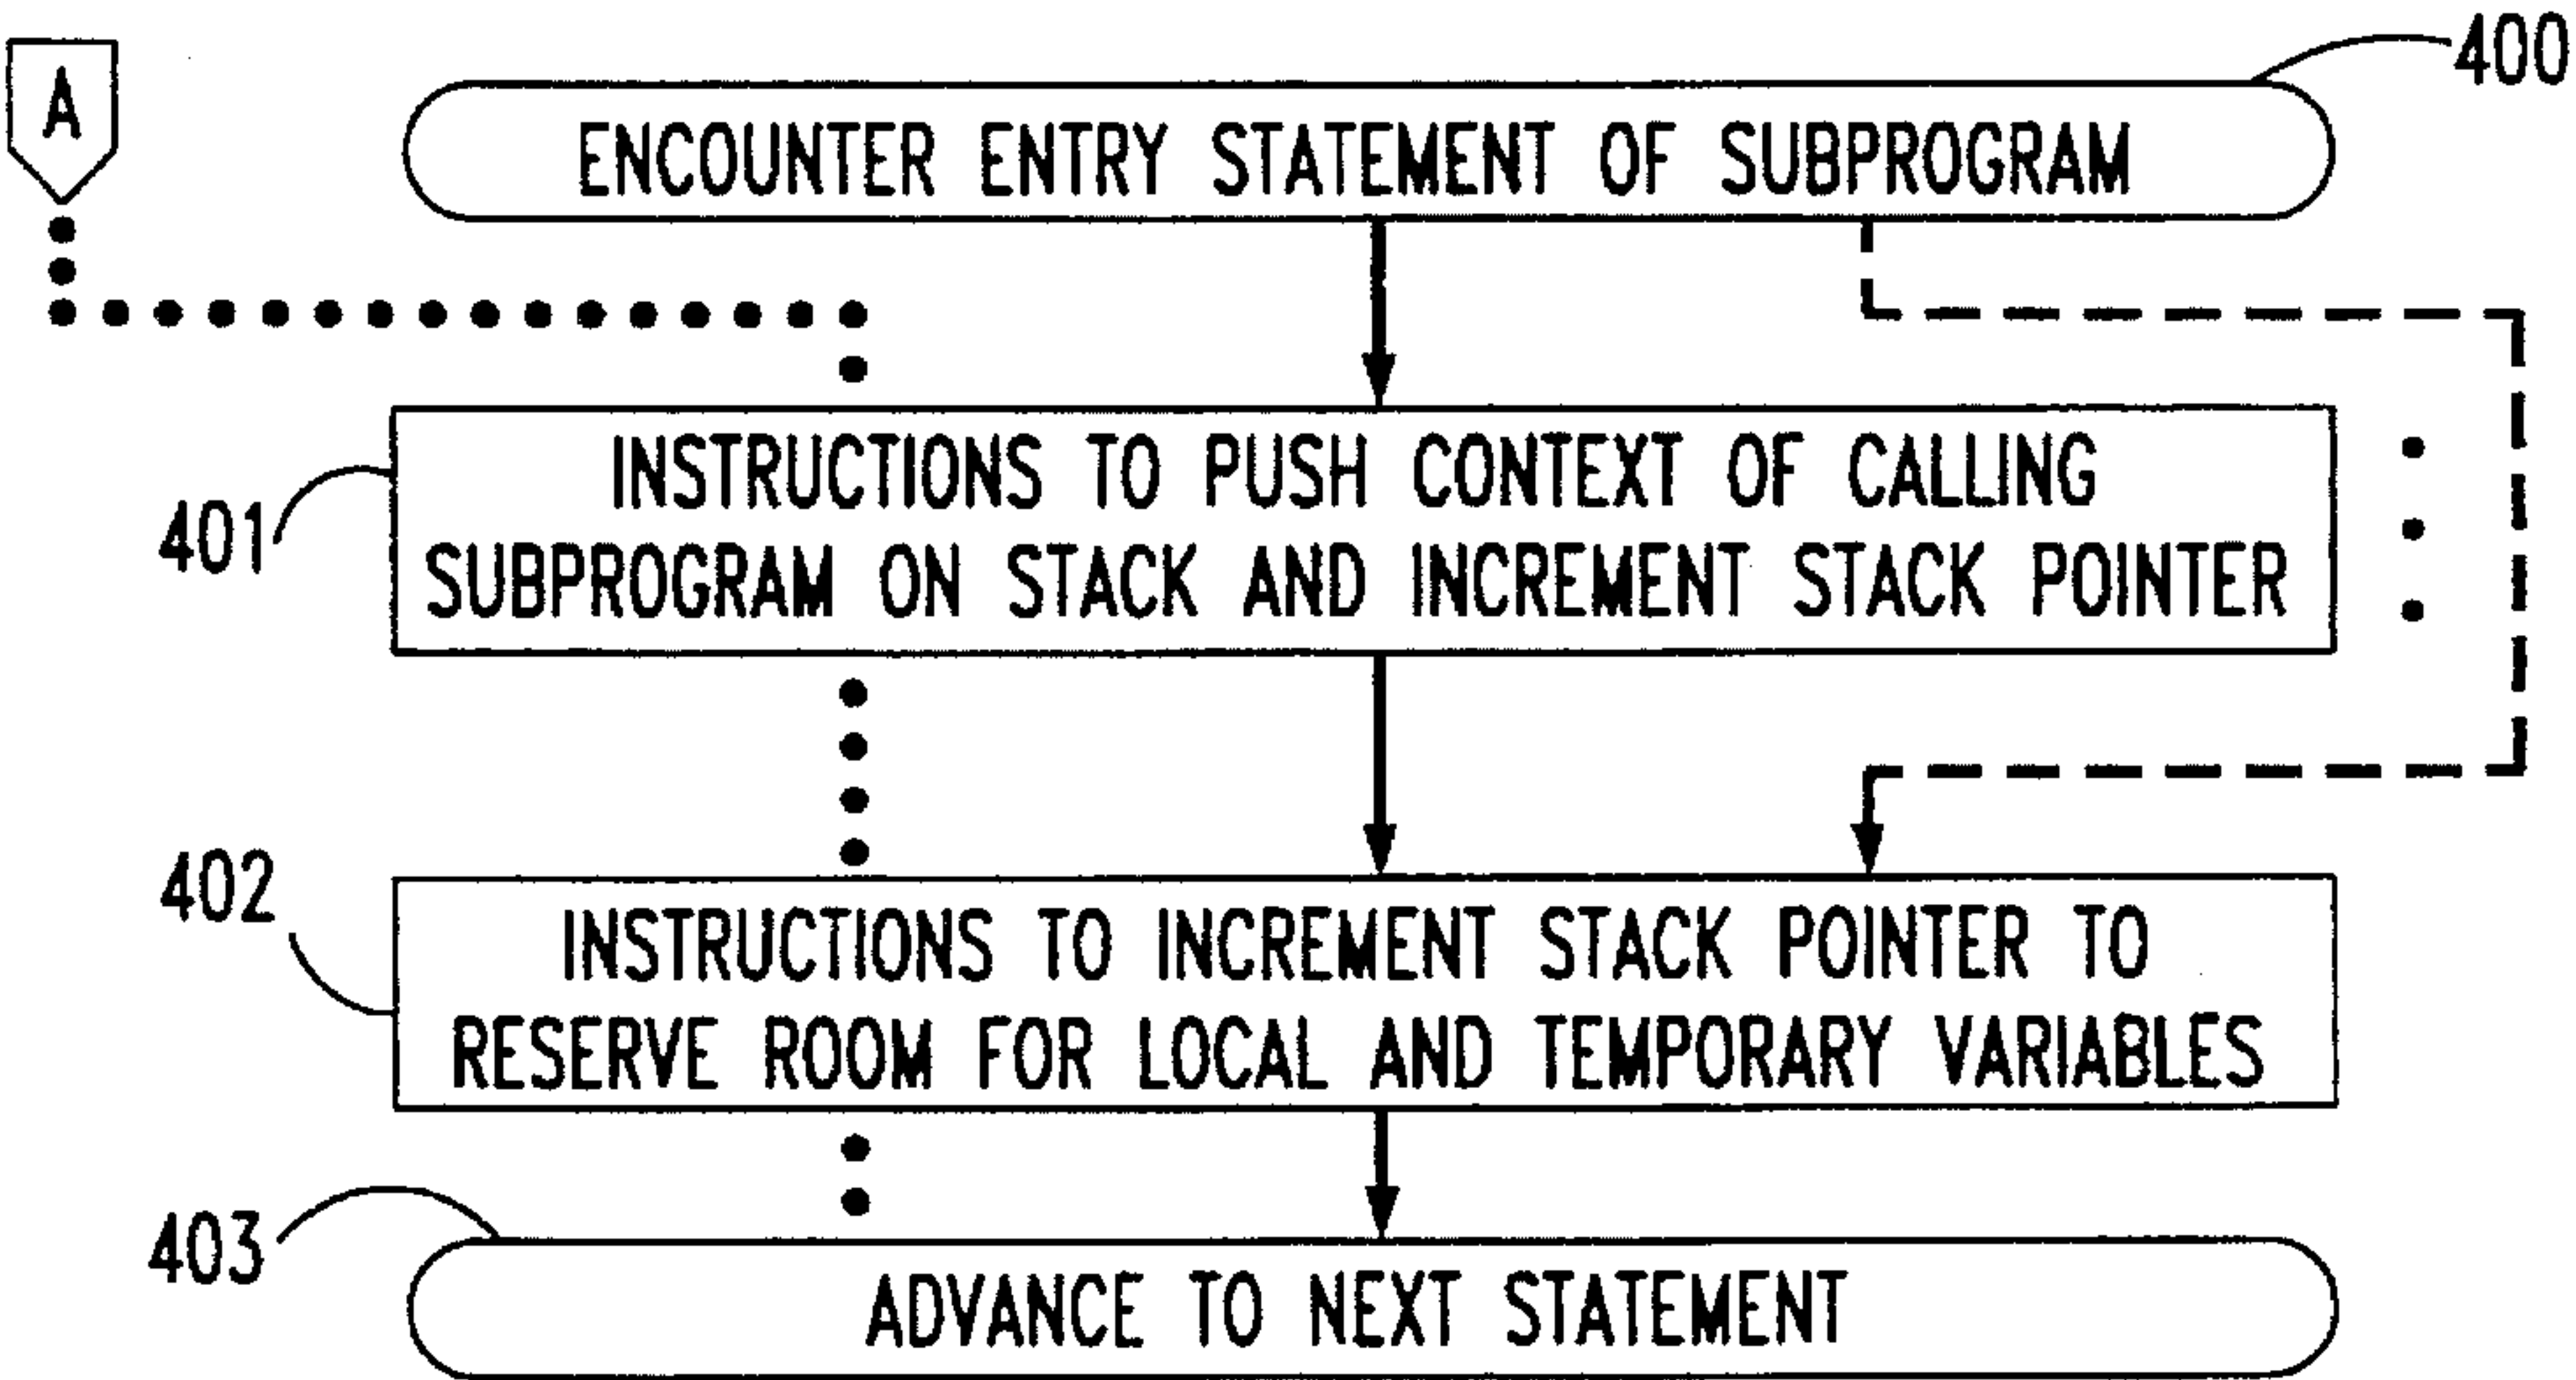 A
400
ENCOUNTER ENTRY STATEMENT OF SUBPROGRAM
401
INSTRUCTIONS TO PUSH CONTEXT OF CALLING
SUBPROGRAM ON STACK AND INCREMENT STACK POINTER
402
INSTRUCTIONS TO INCREMENT STACK POINTER TO
RESERVE ROOM FOR LOCAL AND TEMPORARY VARIABLES
403
ADVANCE TO NEXT STATEMENT